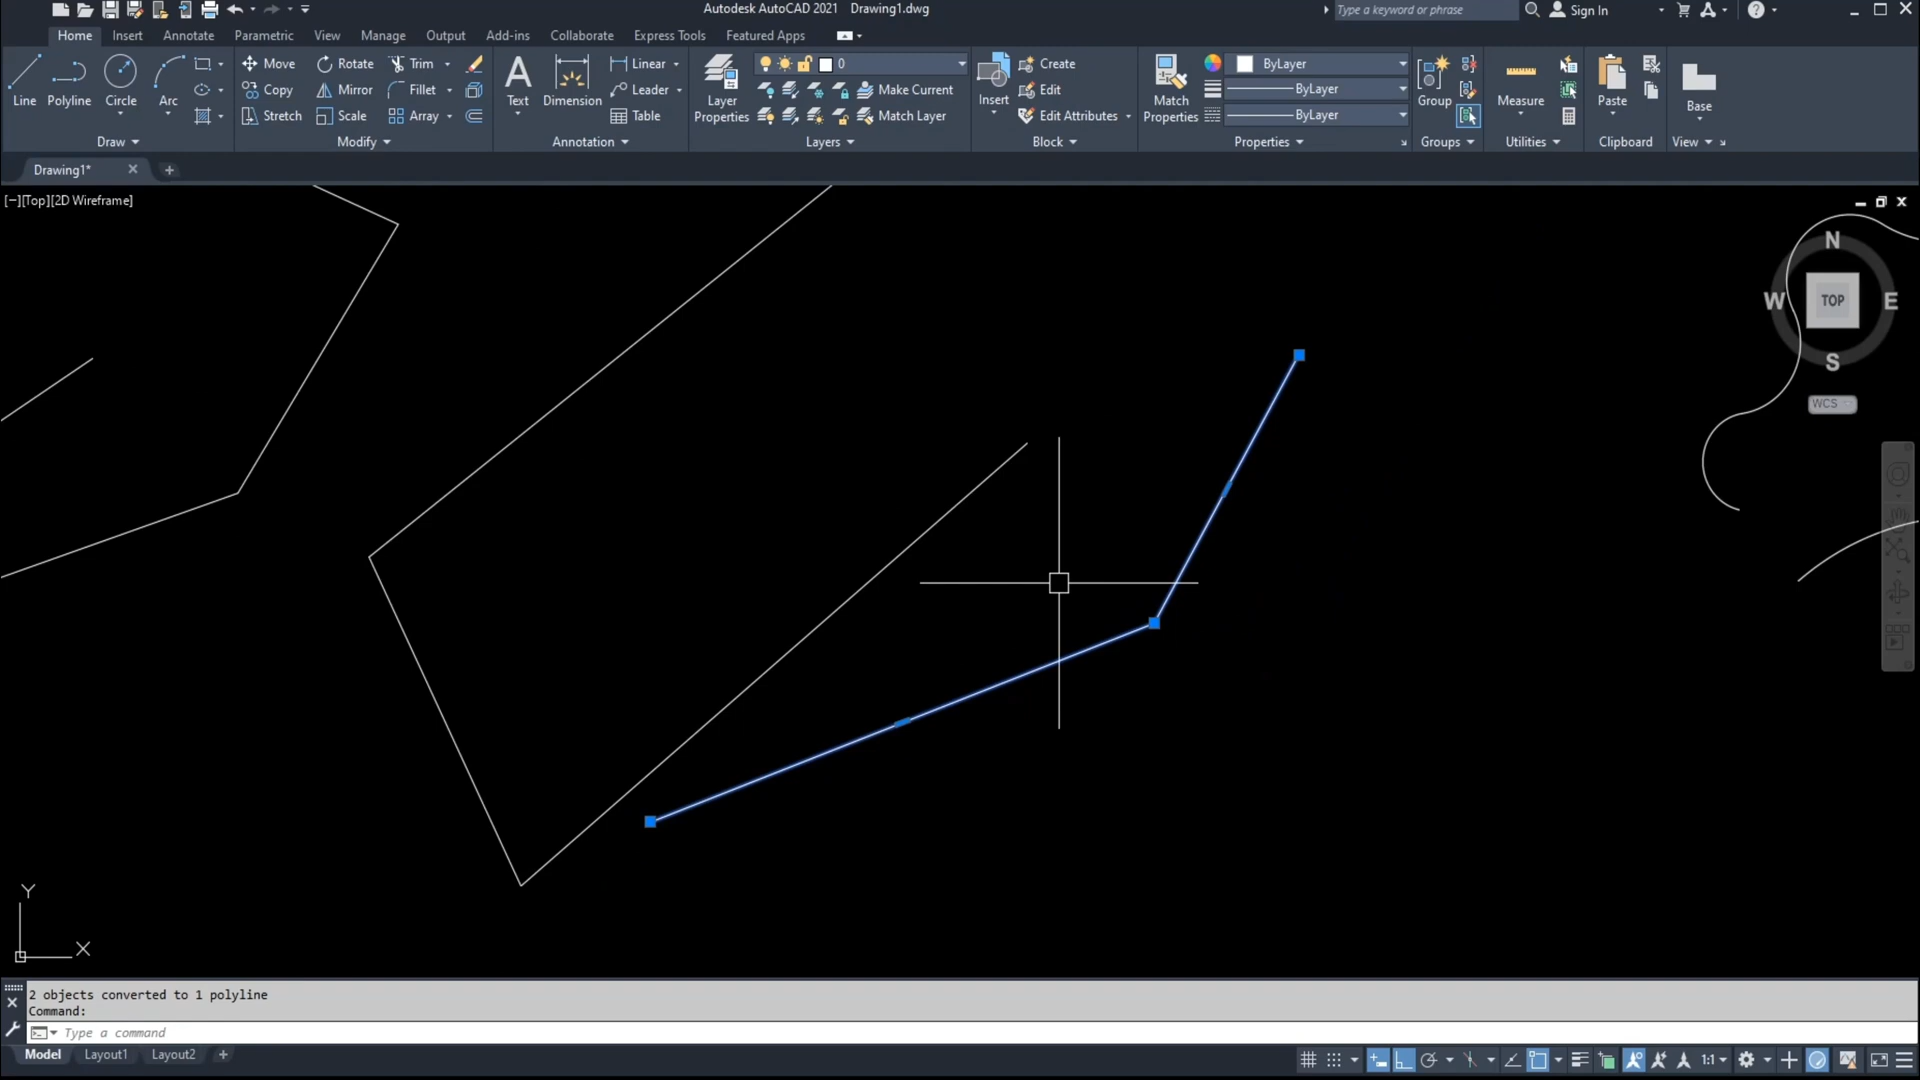 Autodesk AutoCAD 2021 Drawing1.dwg
Type a keyword or phrase
Sign In
Home Insert Annotate Parametric View Manage Output Add-ins Collaborate Express Tools Featured Apps
Line Polyline Circle Arc
Draw
Move Rotate Trim
Copy Mirror Fillet
Stretch Scale Array
Modify
Text Dimension
Linear
Leader
Table
Annotation
Layer Properties
0
Make Current
Match Layer
Layers
Insert
Create
Edit
Edit Attributes
Block
Match Properties
ByLayer
ByLayer
ByLayer
Properties
Group
Groups
Measure
Utilities
Paste
Clipboard
Base
View
Drawing1*
[−][Top][2D Wireframe]
N
W TOP E
S
WCS
Y
X
2 objects converted to 1 polyline
Command:
Type a command
Model Layout1 Layout2
1:1